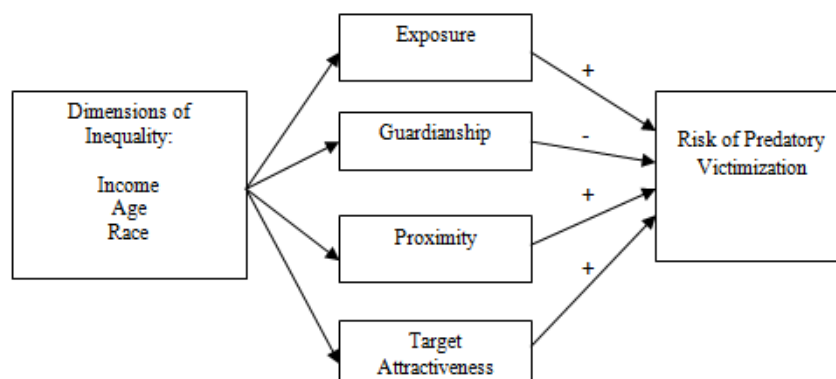 Dimensions of
Inequality:
Income
Age
Race
Exposure
Guardianship
Proximity
Target
Attractiveness
+
-
+
+
Risk of Predatory
Victimization